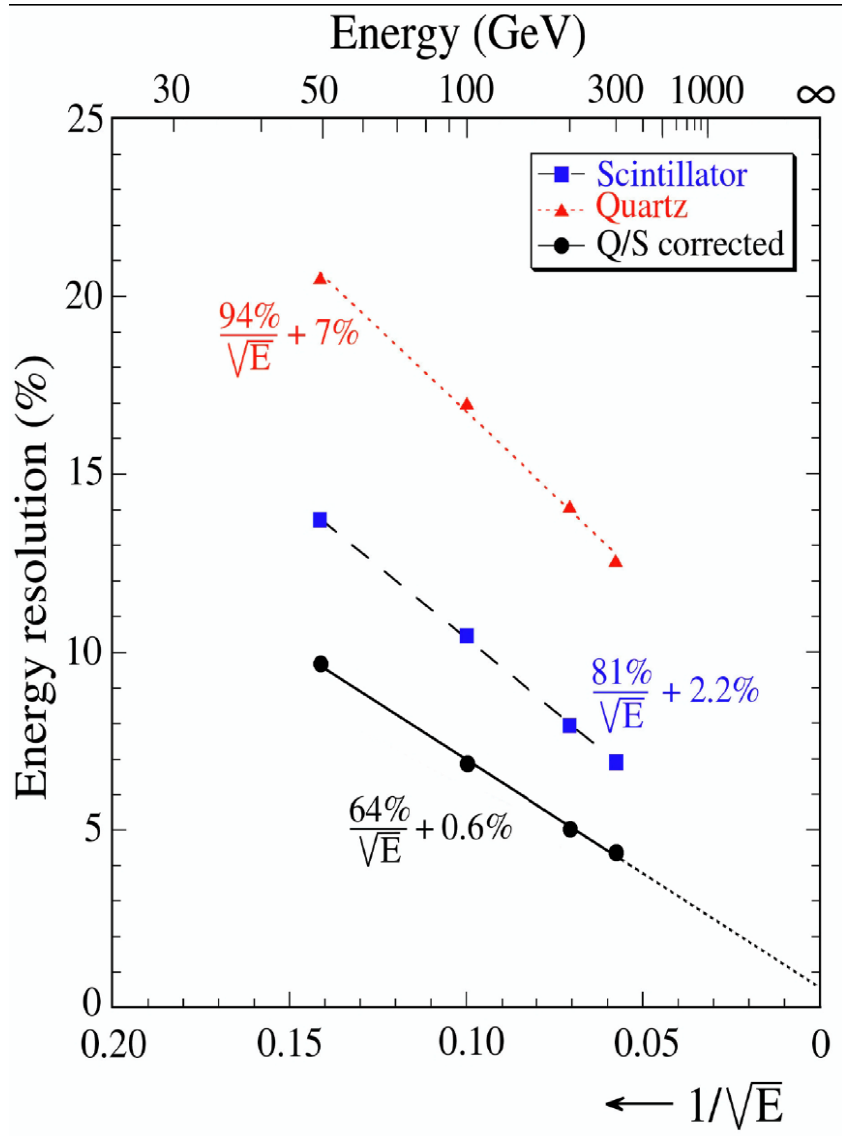 Energy (GeV)
30 50 100 300 1000 ∞
25
Scintillator
Quartz
Q/S corrected
20
94%/√E + 7%
15
10
81%/√E + 2.2%
64%/√E + 0.6%
5
0
Energy resolution (%)
0.20 0.15 0.10 0.05 0
← 1/√E